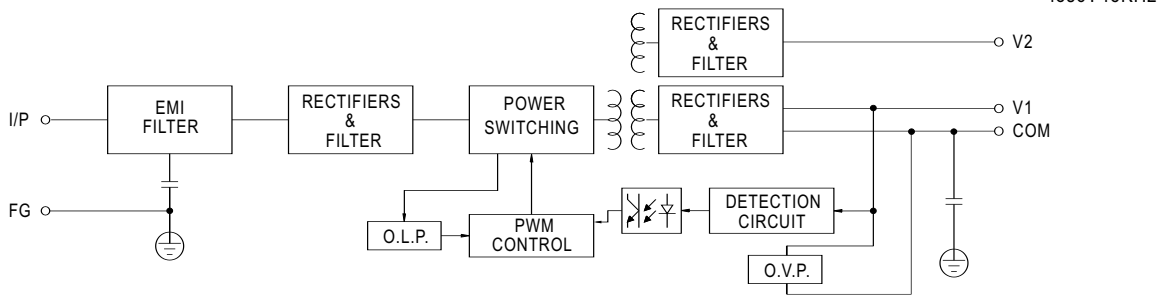 RECTIFIERS
&
FILTER
V2
I/P
EMI
FILTER
RECTIFIERS
&
FILTER
POWER
SWITCHING
RECTIFIERS
&
FILTER
V1
COM
FG
O.L.P.
PWM
CONTROL
DETECTION
CIRCUIT
O.V.P.